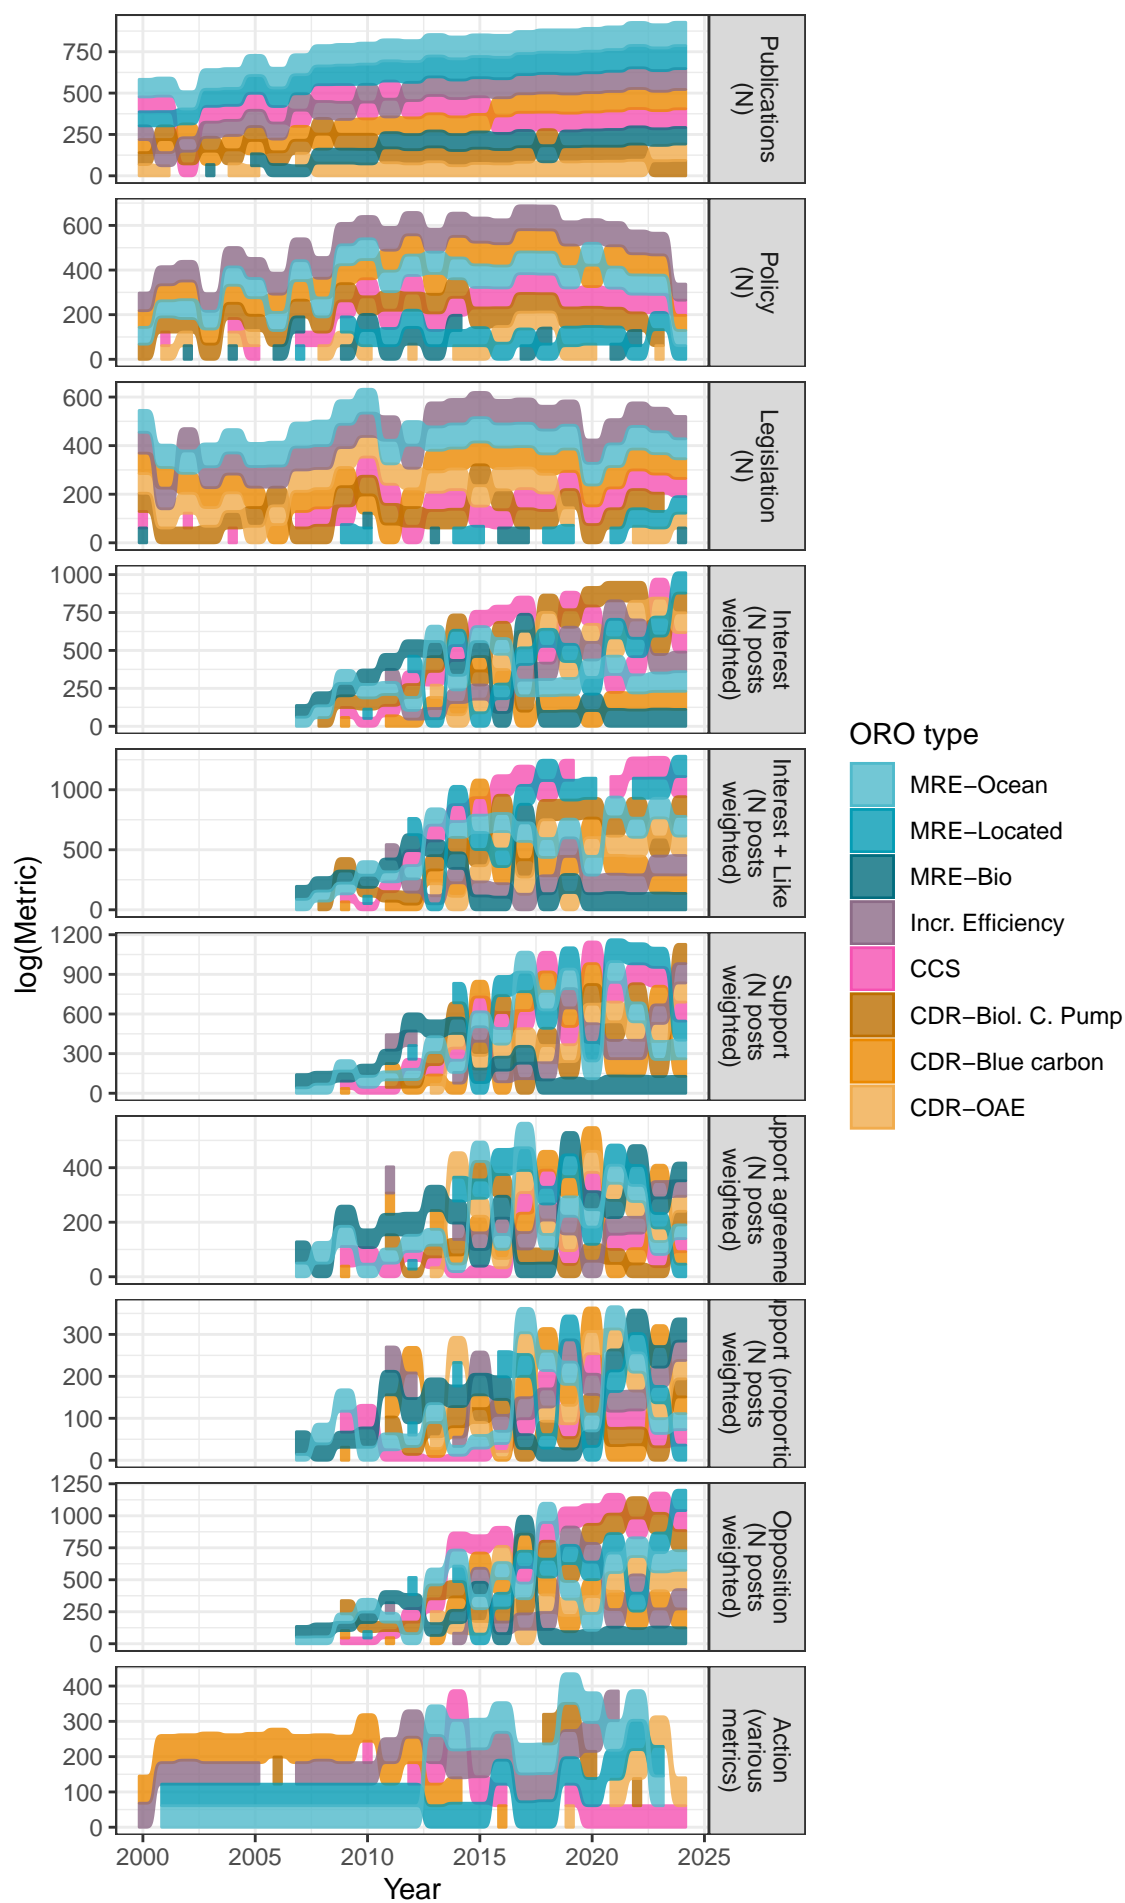 750
500
250
0
Publications
(N)
600
400
200
0
Policy
(N)
600
400
200
0
Legislation
(N)
1000
750
500
250
0
Interest
(N posts
weighted)
1000
500
0
Interest + Like
(N posts
weighted)
1200
900
600
300
0
Support
(N posts
weighted)
400
200
0
upport agreeme
(N posts
weighted)
300
200
100
0
pport (proportio
(N posts
weighted)
1250
1000
750
500
250
0
Opposition
(N posts
weighted)
400
300
200
100
0
Action
(various
metrics)
2000 2005 2010 2015 2020 2025
Year
log(Metric)
ORO type
MRE−Ocean
MRE−Located
MRE−Bio
Incr. Efficiency
CCS
CDR−Biol. C. Pump
CDR−Blue carbon
CDR−OAE